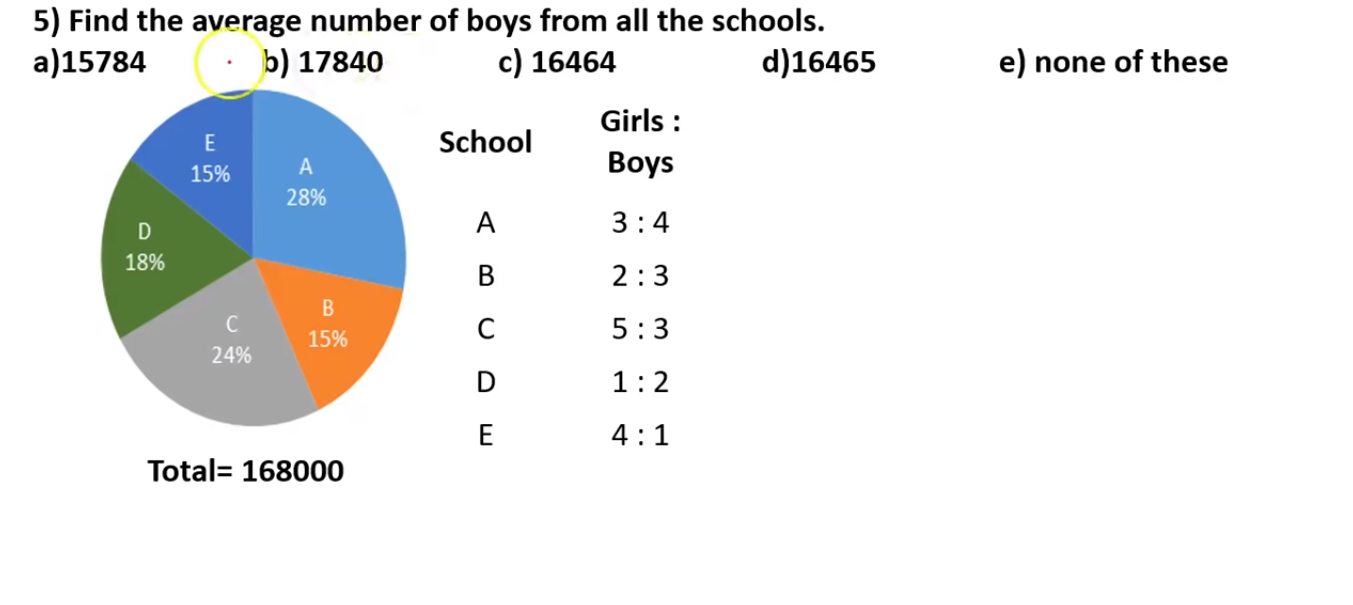 5) Find the average number of boys from all the schools.
a)15784 b) 17840 c) 16464 d)16465 e) none of these
E
15%
A
28%
D
18%
B
15%
C
24%
Total= 168000
School Girls :
Boys
A 3 : 4
B 2 : 3
C 5 : 3
D 1 : 2
E 4 : 1